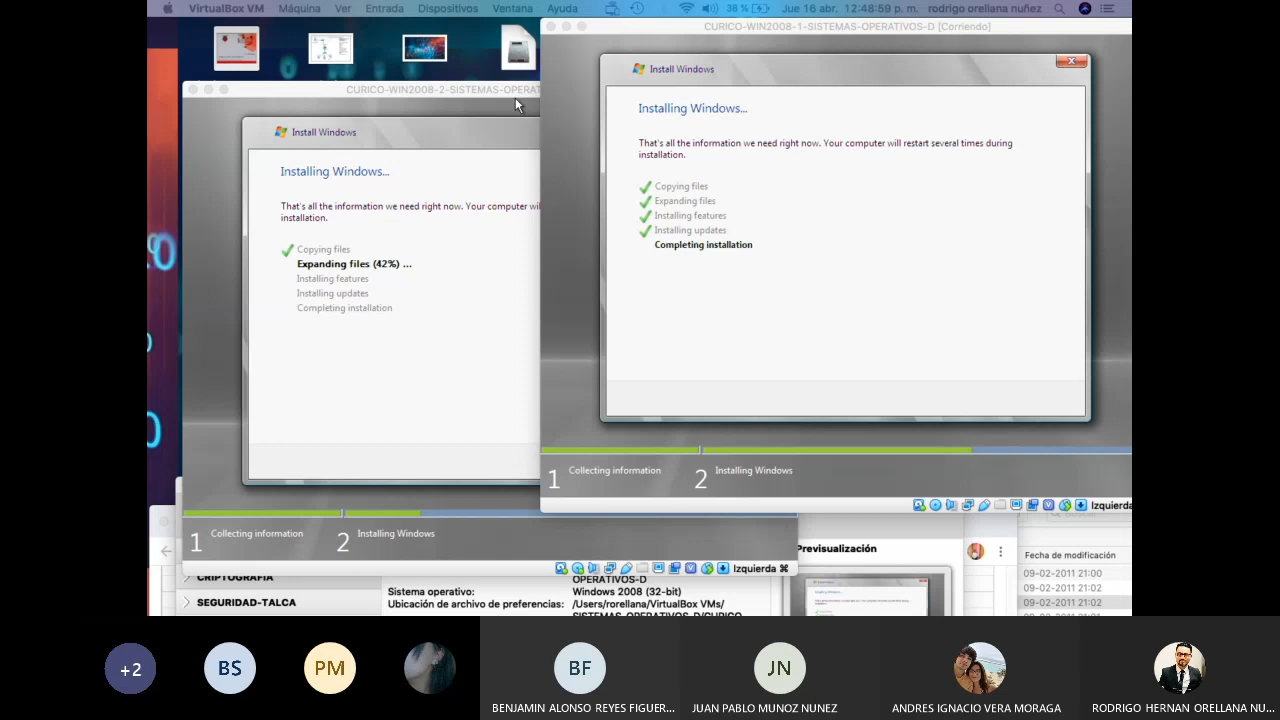 VirtualBox VM Máquina Ver Entrada Dispositivos Ventana Ayuda 38 % Jue 16 abr. 12:48:59 p. m. rodrigo orellana nuñez
CURICO-WIN2008-1-SISTEMAS-OPERATIVOS-D [Corriendo]
Install Windows
Installing Windows...
That's all the information we need right now. Your computer will restart several times during
installation.
Copying files
Expanding files
Installing features
Installing updates
Completing installation
1 Collecting information 2 Installing Windows
Izquierda
CURICO-WIN2008-2-SISTEMAS-OPERAT
Install Windows
Installing Windows...
That's all the information we need right now. Your computer wil
installation.
Copying files
Expanding files (42%) ...
Installing features
Installing updates
Completing installation
1 Collecting information 2 Installing Windows
Izquierda ⌘
Previsualización
Fecha de modificación
09-02-2011 21:00
09-02-2011 21:02
09-02-2011 21:02
CRIPTOGRAFIA
SEGURIDAD-TALCA
OPERATIVOS-D
Sistema operativo: Windows 2008 (32-bit)
Ubicación de archivo de preferencias: /Users/rorellana/VirtualBox VMs/
SISTEMAS-OPERATIVOS-D/CURICO
+2
BS
PM
BF
JN
BENJAMIN ALONSO REYES FIGUER...
JUAN PABLO MUNOZ NUNEZ
ANDRES IGNACIO VERA MORAGA
RODRIGO HERNAN ORELLANA NU...